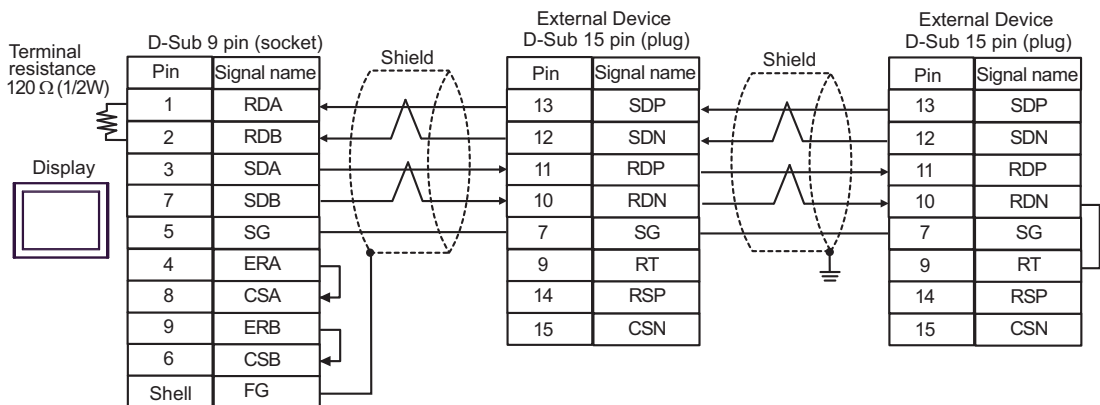 Terminal
resistance
120 Ω (1/2W)
Display
D-Sub 9 pin (socket)
Pin Signal name
1 RDA
2 RDB
3 SDA
7 SDB
5 SG
4 ERA
8 CSA
9 ERB
6 CSB
Shell FG
Shield
External Device
D-Sub 15 pin (plug)
Pin Signal name
13 SDP
12 SDN
11 RDP
10 RDN
7 SG
9 RT
14 RSP
15 CSN
Shield
External Device
D-Sub 15 pin (plug)
Pin Signal name
13 SDP
12 SDN
11 RDP
10 RDN
7 SG
9 RT
14 RSP
15 CSN